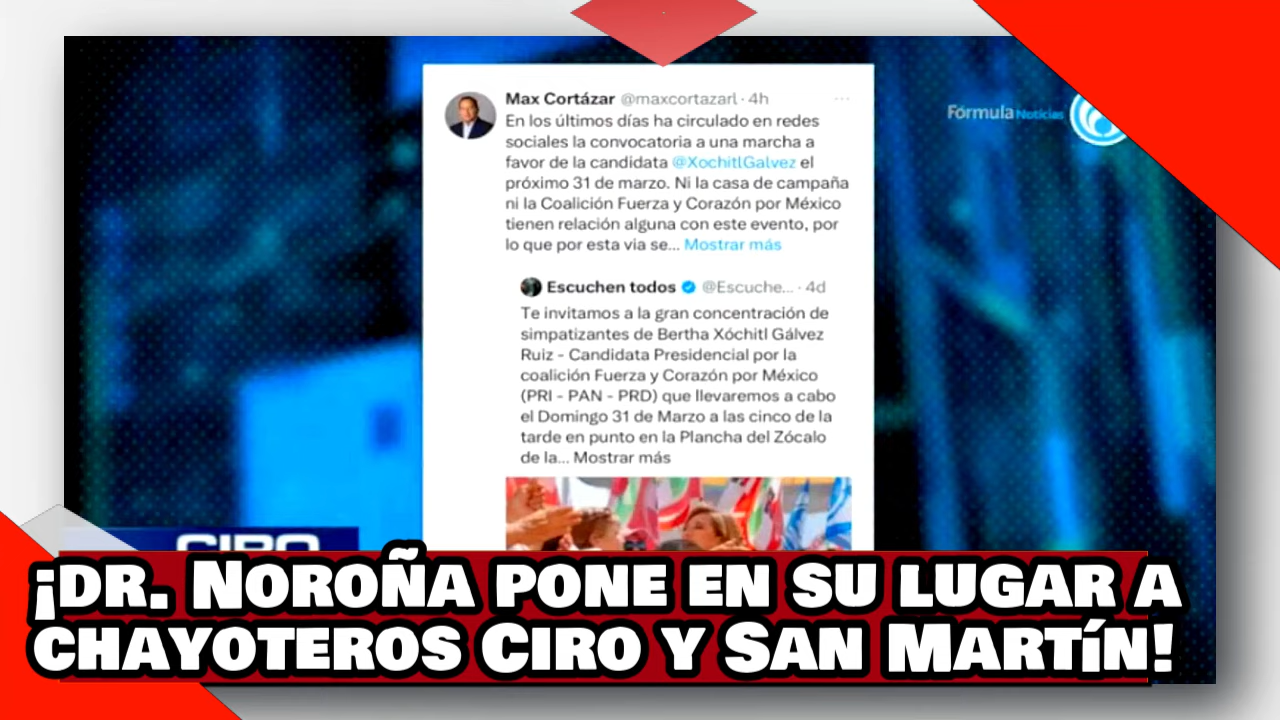 Max Cortázar @maxcortazarl · 4h
En los últimos días ha circulado en redes
sociales la convocatoria a una marcha a
favor de la candidata @XochitlGalvez el
próximo 31 de marzo. Ni la casa de campaña
ni la Coalición Fuerza y Corazón por México
tienen relación alguna con este evento, por
lo que por esta via se... Mostrar más
Escuchen todos @Escuche... · 4d
Te invitamos a la gran concentración de
simpatizantes de Bertha Xóchitl Gálvez
Ruiz - Candidata Presidencial por la
coalición Fuerza y Corazón por México
(PRI - PAN - PRD) que llevaremos a cabo
el Domingo 31 de Marzo a las cinco de la
tarde en punto en la Plancha del Zócalo
de la... Mostrar más
Fórmula Noticias
CIRO
¡DR. NOROÑA PONE EN SU LUGAR A
CHAYOTEROS CIRO Y SAN MARTÍN!